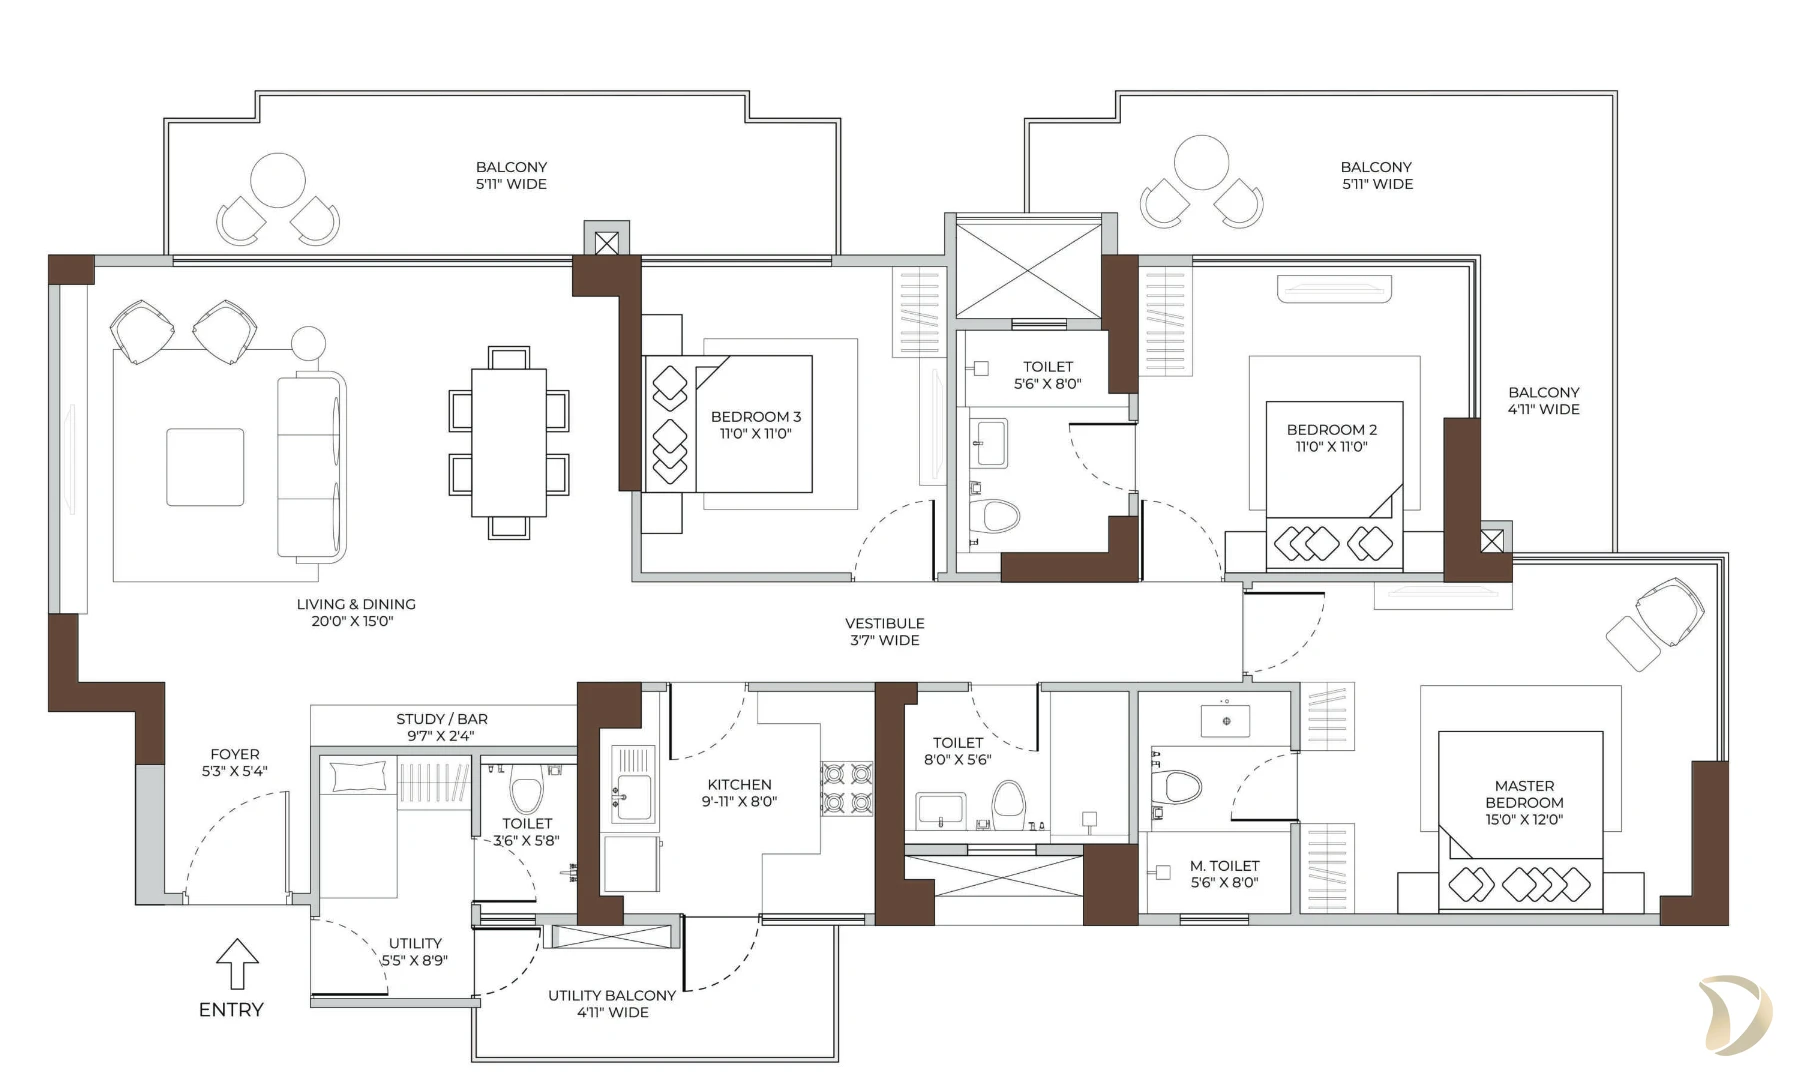 BALCONY
5'11" WIDE
BALCONY
5'11" WIDE
TOILET
5'6" X 8'0"
BALCONY
4'11" WIDE
BEDROOM 3
11'0" X 11'0"
BEDROOM 2
11'0" X 11'0"
LIVING & DINING
20'0" X 15'0"
VESTIBULE
3'7" WIDE
STUDY / BAR
9'7" X 2'4"
FOYER
5'3" X 5'4"
TOILET
8'0" X 5'6"
KITCHEN
9'-11" X 8'0"
MASTER
BEDROOM
15'0" X 12'0"
TOILET
3'6" X 5'8"
M. TOILET
5'6" X 8'0"
UTILITY
5'5" X 8'9"
UTILITY BALCONY
4'11" WIDE
ENTRY